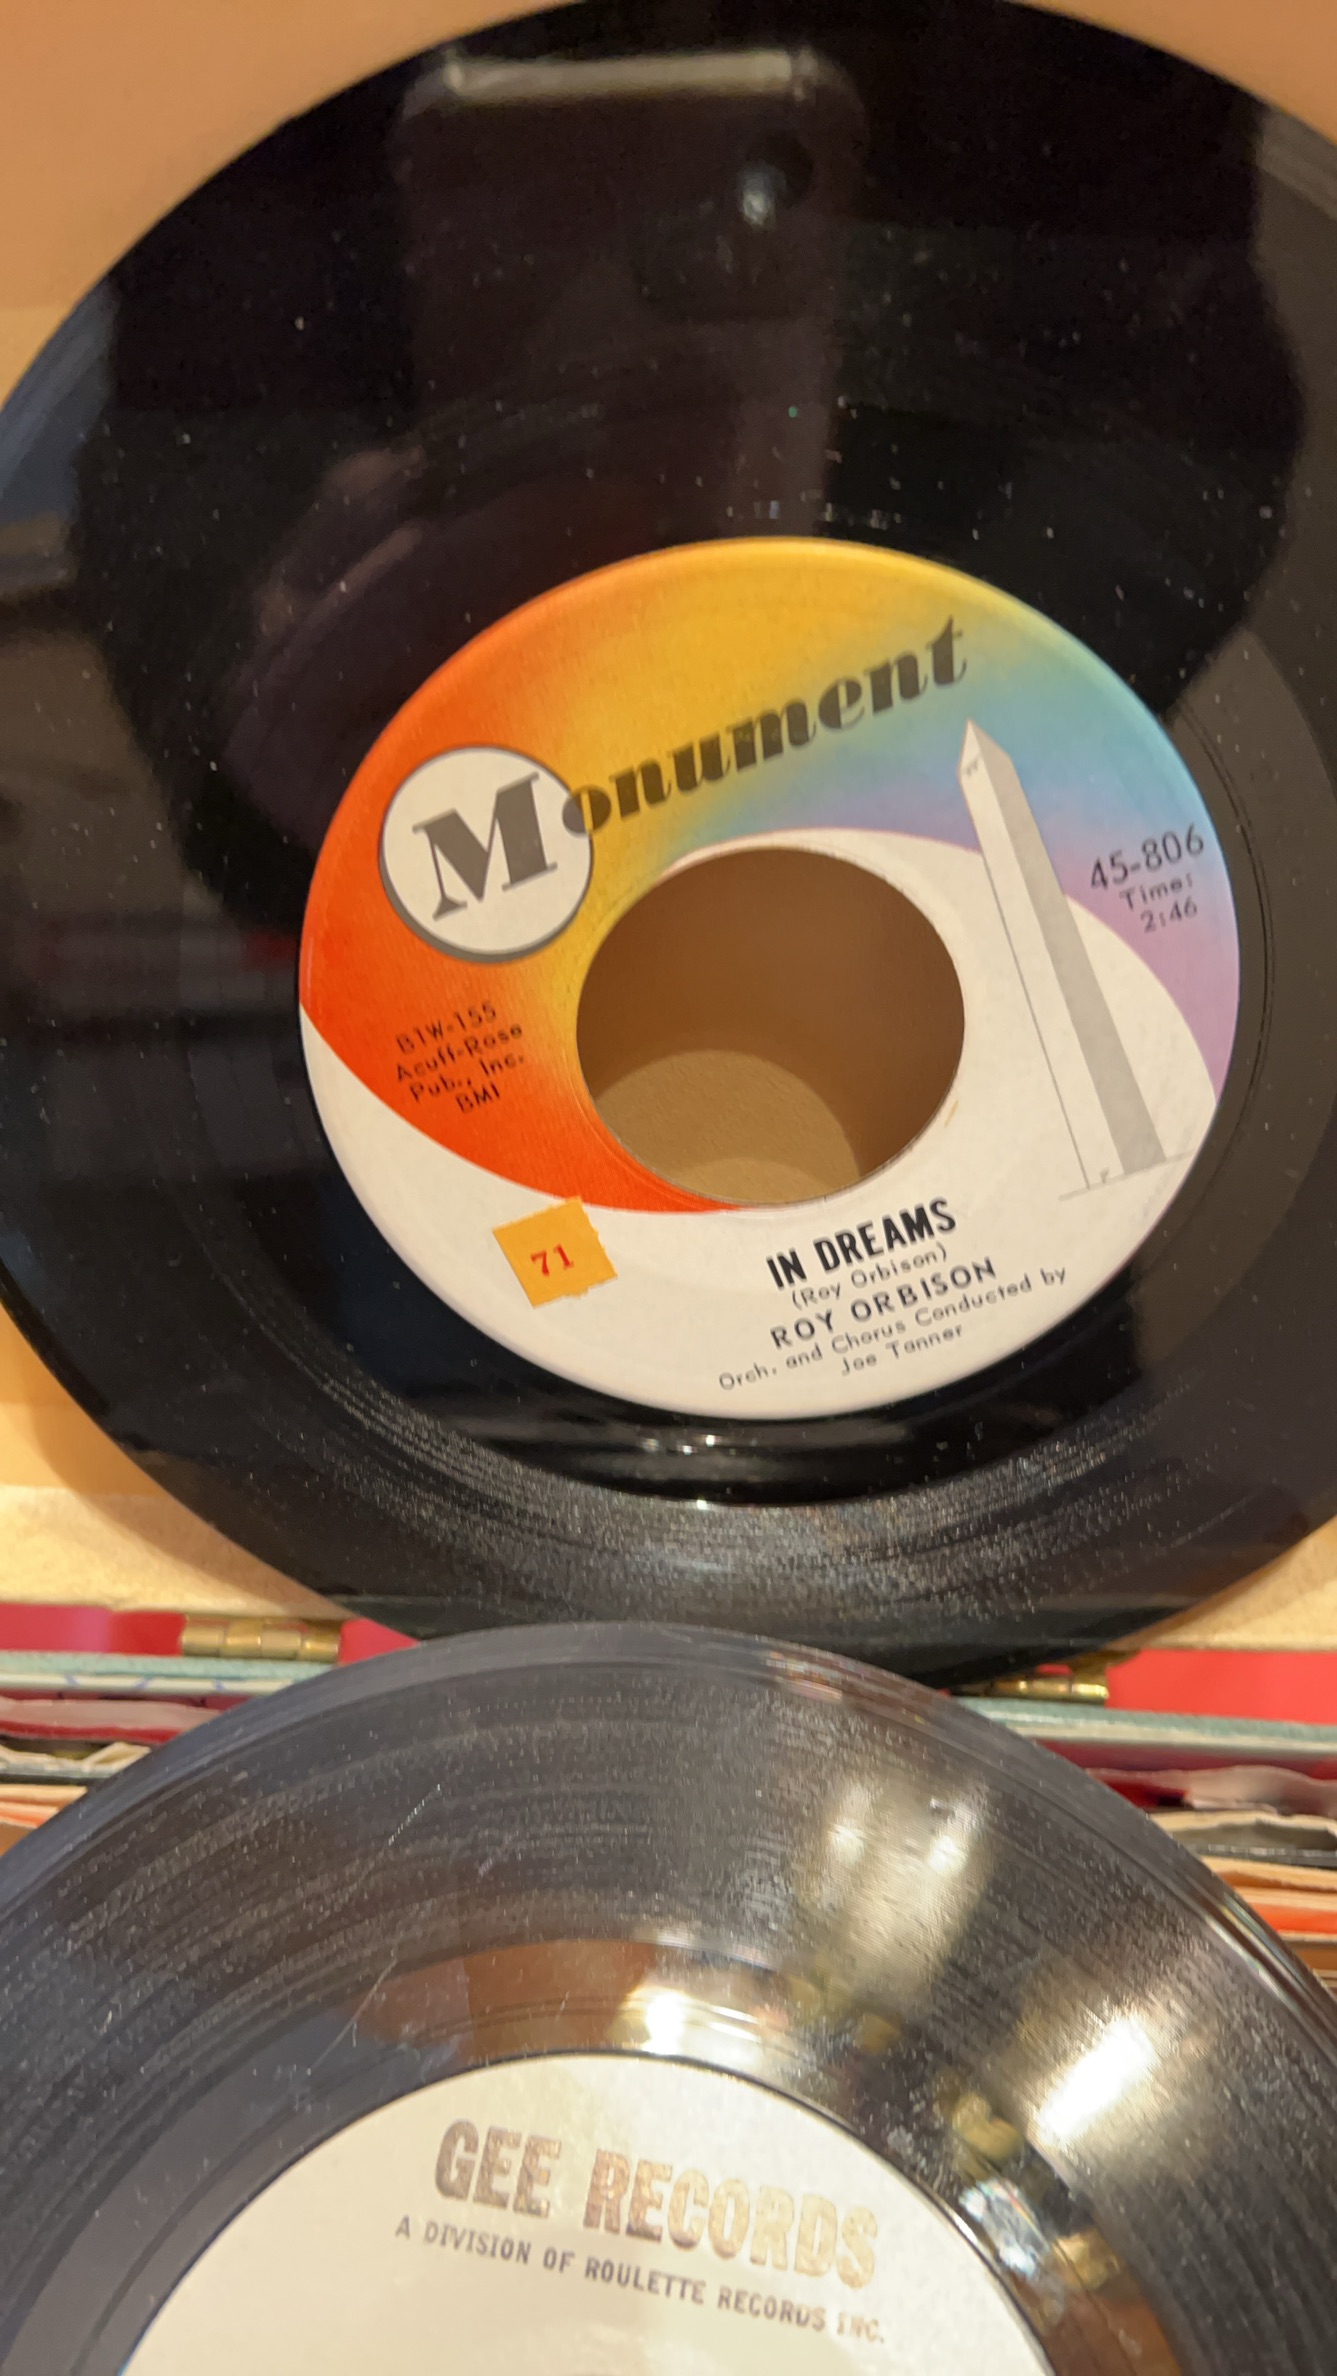 Monument
45-806
Time:
2:46
B1W-155
Acuff-Rose
Pub., Inc.
BMI
71
IN DREAMS
(Roy Orbison)
ROY ORBISON
Orch. and Chorus Conducted by
Joe Tanner
GEE RECORDS
A DIVISION OF ROULETTE RECORDS INC.